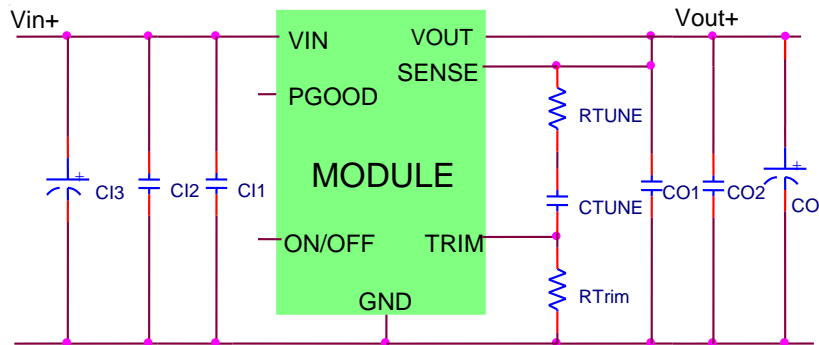 Vin+
Vout+
VIN
VOUT
SENSE
PGOOD
RTUNE
MODULE
CI3
CI2
CI1
CTUNE
CO1
CO2
CO
ON/OFF
TRIM
RTrim
GND
+
+